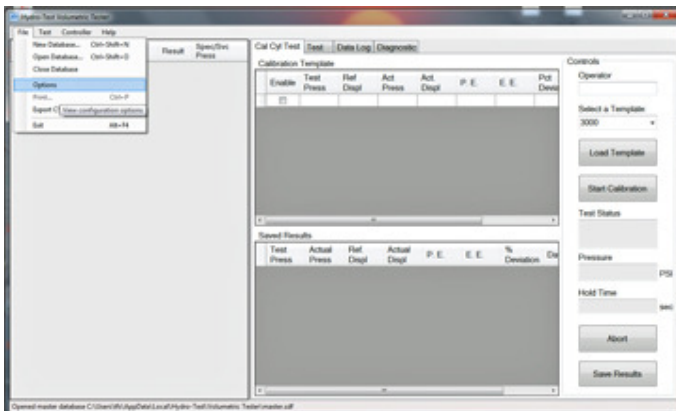 Hydro-Test Volumetric Tester
File Test Controller Help
New Database... Ctrl-Shift+N
Open Database... Ctrl-Shift+O
Close Database
Options
Print... Ctrl-P
Export C
View configuration options
Exit Alt+F4
Result Spec/Svc Press
Cal Cyl Test Test Data Log Diagnostic
Calibration Template
Enable Test Press Ref Displ Act Press Act. Displ P. E. E. E. Pct Devia
Saved Results
Test Press Actual Press Ref. Displ Actual Displ P. E. E. E. % Deviation Da
Controls
Operator
Select a Template:
3000
Load Template
Start Calibration
Test Status
Pressure
PSI
Hold Time
sec
Abort
Save Results
Opened master database C:\Users\fN\AppData\Local\Hydro-Test\Volumetric Tester\master.sdf